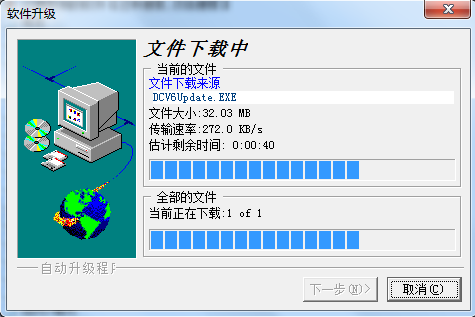 软件升级
文件下载中
当前的文件
文件下载来源
DCV6Update.EXE
文件大小:32.03 MB
传输速率:272.0 KB/s
估计剩余时间: 0:00:40
全部的文件
当前正在下载:1 of 1
自动升级程
下一步(N)>
取消(C)